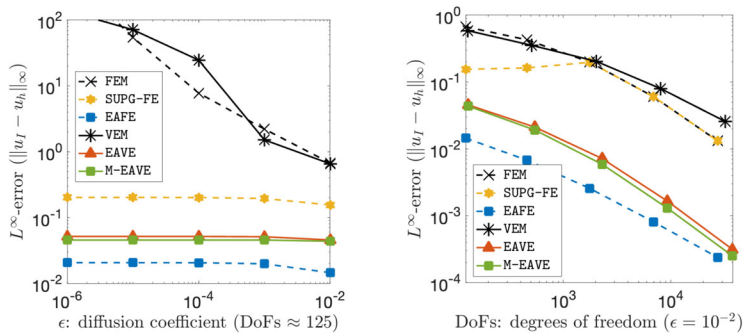 10^2
10^1
10^0
10^-1
10^-2
L^∞-error (‖u_I − u_h‖_∞)
FEM
SUPG-FE
EAFE
VEM
EAVE
M-EAVE
10^-6
10^-4
10^-2
ϵ: diffusion coefficient (DoFs ≈ 125)
10^0
10^-1
10^-2
10^-3
10^-4
L^∞-error (‖u_I − u_h‖_∞)
FEM
SUPG-FE
EAFE
VEM
EAVE
M-EAVE
10^3
10^4
DoFs: degrees of freedom (ϵ = 10^-2)